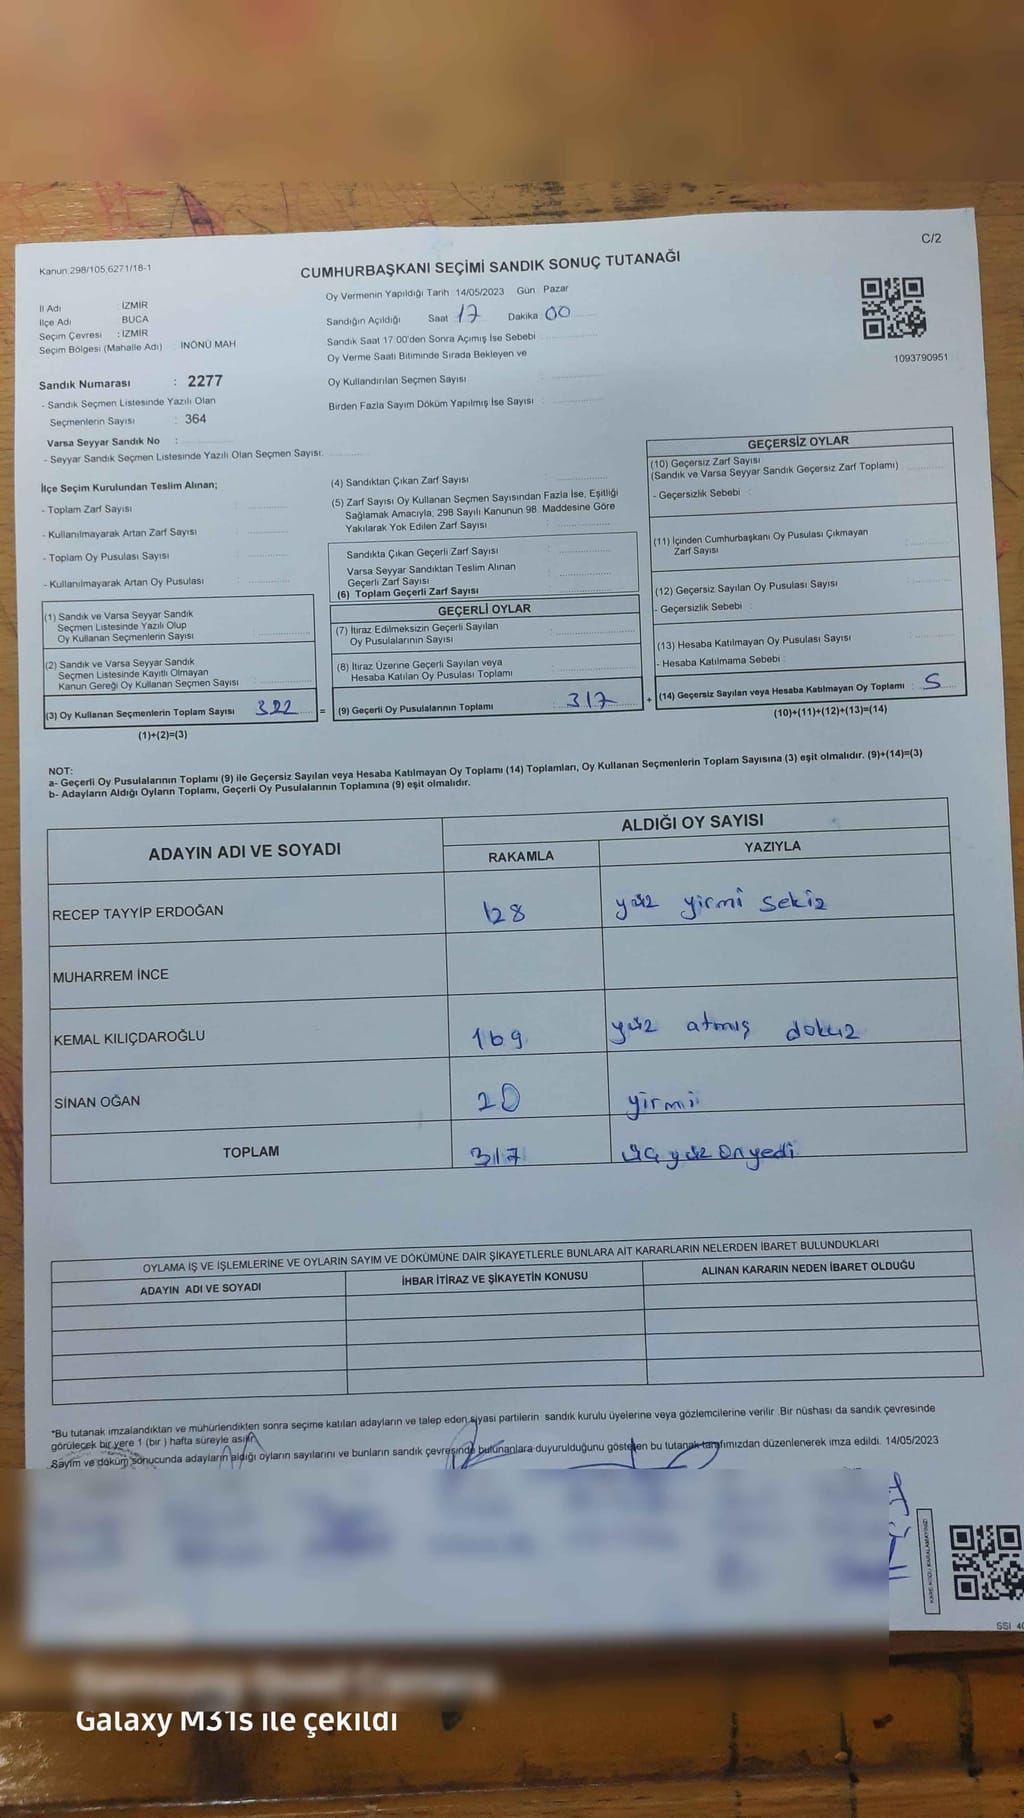 C/2
Kanun,298/105,6271/18-1
CUMHURBAŞKANI SEÇİMİ SANDIK SONUÇ TUTANAĞI
İl Adı : İZMİR
İlçe Adı : BUCA
Seçim Çevresi : İZMİR
Seçim Bölgesi (Mahalle Adı) İNÖNÜ MAH
Oy Vermenin Yapıldığı Tarih 14/05/2023 Gün Pazar
Sandığın Açıldığı Saat 17 Dakika 00
Sandık Saat 17 00'den Sonra Açımış İse Sebebi
Oy Verme Saati Bitiminde Sırada Bekleyen ve
Oy Kullandırılan Seçmen Sayısı :
Birden Fazla Sayım Döküm Yapılmış İse Sayısı :
1093790951
Sandık Numarası : 2277
- Sandık Seçmen Listesinde Yazılı Olan
Seçmenlerin Sayısı : 364
Varsa Seyyar Sandık No :
- Seyyar Sandık Seçmen Listesinde Yazılı Olan Seçmen Sayısı:
İlçe Seçim Kurulundan Teslim Alınan;
- Toplam Zarf Sayısı :
- Kullanılmayarak Artan Zarf Sayısı :
- Toplam Oy Pusulası Sayısı :
- Kullanılmayarak Artan Oy Pusulası :
(1) Sandık ve Varsa Seyyar Sandık
Seçmen Listesinde Yazılı Olup
Oy Kullanan Seçmenlerin Sayısı :
(2) Sandık ve Varsa Seyyar Sandık
Seçmen Listesinde Kayıtlı Olmayan
Kanun Gereği Oy Kullanan Seçmen Sayısı :
(3) Oy Kullanan Seçmenlerin Toplam Sayısı 322 =
(1)+(2)=(3)
(4) Sandıktan Çıkan Zarf Sayısı :
(5) Zarf Sayısı Oy Kullanan Seçmen Sayısından Fazla İse, Eşitliği
Sağlamak Amacıyla, 298 Sayılı Kanunun 98. Maddesine Göre
Yakılarak Yok Edilen Zarf Sayısı :
Sandıkta Çıkan Geçerli Zarf Sayısı :
Varsa Seyyar Sandıktan Teslim Alınan
Geçerli Zarf Sayısı :
(6) Toplam Geçerli Zarf Sayısı :
GEÇERLİ OYLAR
(7) İtiraz Edilmeksizin Geçerli Sayılan
Oy Pusulalarının Sayısı :
(8) İtiraz Üzerine Geçerli Sayılan veya
Hesaba Katılan Oy Pusulası Toplamı :
(9) Geçerli Oy Pusulalarının Toplamı : 317 +
GEÇERSİZ OYLAR
(10) Geçersiz Zarf Sayısı
(Sandık ve Varsa Seyyar Sandık Geçersiz Zarf Toplamı)
- Geçersizlik Sebebi :
(11) İçinden Cumhurbaşkanı Oy Pusulası Çıkmayan
Zarf Sayısı :
(12) Geçersiz Sayılan Oy Pusulası Sayısı :
- Geçersizlik Sebebi :
(13) Hesaba Katılmayan Oy Pusulası Sayısı :
- Hesaba Katılmama Sebebi :
(14) Geçersiz Sayılan veya Hesaba Katılmayan Oy Toplamı : 5
(10)+(11)+(12)+(13)=(14)
NOT:
a- Geçerli Oy Pusulalarının Toplamı (9) ile Geçersiz Sayılan veya Hesaba Katılmayan Oy Toplamı (14) Toplamları, Oy Kullanan Seçmenlerin Toplam Sayısına (3) eşit olmalıdır. (9)+(14)=(3)
b- Adayların Aldığı Oyların Toplamı, Geçerli Oy Pusulalarının Toplamına (9) eşit olmalıdır.
ADAYIN ADI VE SOYADI ALDIĞI OY SAYISI
RAKAMLA YAZIYLA
RECEP TAYYİP ERDOĞAN 128 yüz yirmi sekiz
MUHARREM İNCE
KEMAL KILIÇDAROĞLU 169 yüz atmış dokuz
SİNAN OĞAN 20 yirmi
TOPLAM 317 üç yüz onyedi
OYLAMA İŞ VE İŞLEMLERİNE VE OYLARIN SAYIM VE DÖKÜMÜNE DAİR ŞİKAYETLERLE BUNLARA AİT KARARLARIN NELERDEN İBARET BULUNDUKLARI
ADAYIN ADI VE SOYADI İHBAR İTİRAZ VE ŞİKAYETİN KONUSU ALINAN KARARIN NEDEN İBARET OLDUĞU
*Bu tutanak imzalandıktan ve mühürlendikten sonra seçime katılan adayların ve talep eden siyasi partilerin sandık kurulu üyelerine veya gözlemcilerine verilir .Bir nüshası da sandık çevresinde
görülecek bir yere 1 (bir ) hafta süreyle asılır.
Sayım ve döküm sonucunda adayların aldığı oyların sayılarını ve bunların sandık çevresinde bulunanlara duyurulduğunu gösteren bu tutanak tarafımızdan düzenlenerek imza edildi. 14/05/2023
KARE KODU KARALAMAYINIZ!
SSİ 40
Galaxy M31s ile çekildi